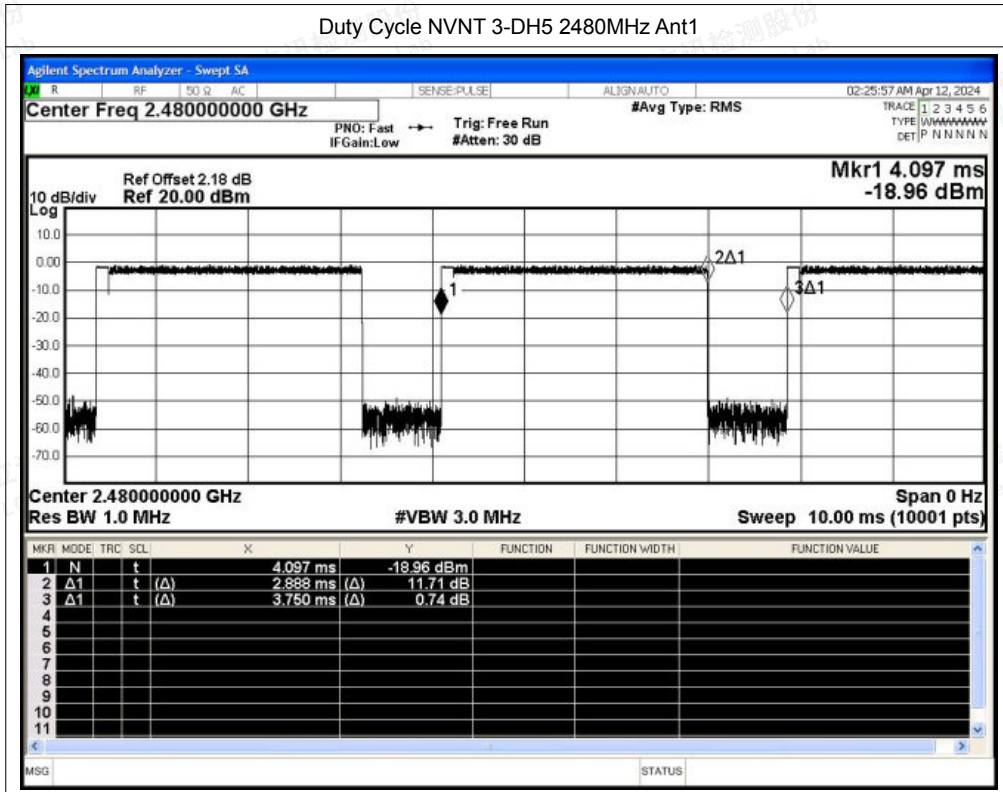 Duty Cycle NVNT 3-DH5 2480MHz Ant1
Agilent Spectrum Analyzer - Swept SA
LXI R RF 50 Ω AC SENSE:PULSE ALIGNAUTO 02:25:57 AM Apr 12, 2024
Center Freq 2.480000000 GHz #Avg Type: RMS TRACE 1 2 3 4 5 6
PNO: Fast Trig: Free Run TYPE WWWWWW
IFGain:Low #Atten: 30 dB DET P N N N N N
Mkr1 4.097 ms
-18.96 dBm
Ref Offset 2.18 dB
10 dB/div Ref 20.00 dBm
Log
10.0
0.00
-10.0
-20.0
-30.0
-40.0
-50.0
-60.0
-70.0
1
2Δ1
3Δ1
Center 2.480000000 GHz Span 0 Hz
Res BW 1.0 MHz #VBW 3.0 MHz Sweep 10.00 ms (10001 pts)
MKR MODE TRC SCL X Y FUNCTION FUNCTION WIDTH FUNCTION VALUE
1 N t 4.097 ms -18.96 dBm
2 Δ1 t (Δ) 2.888 ms (Δ) 11.71 dB
3 Δ1 t (Δ) 3.750 ms (Δ) 0.74 dB
4
5
6
7
8
9
10
11
MSG STATUS